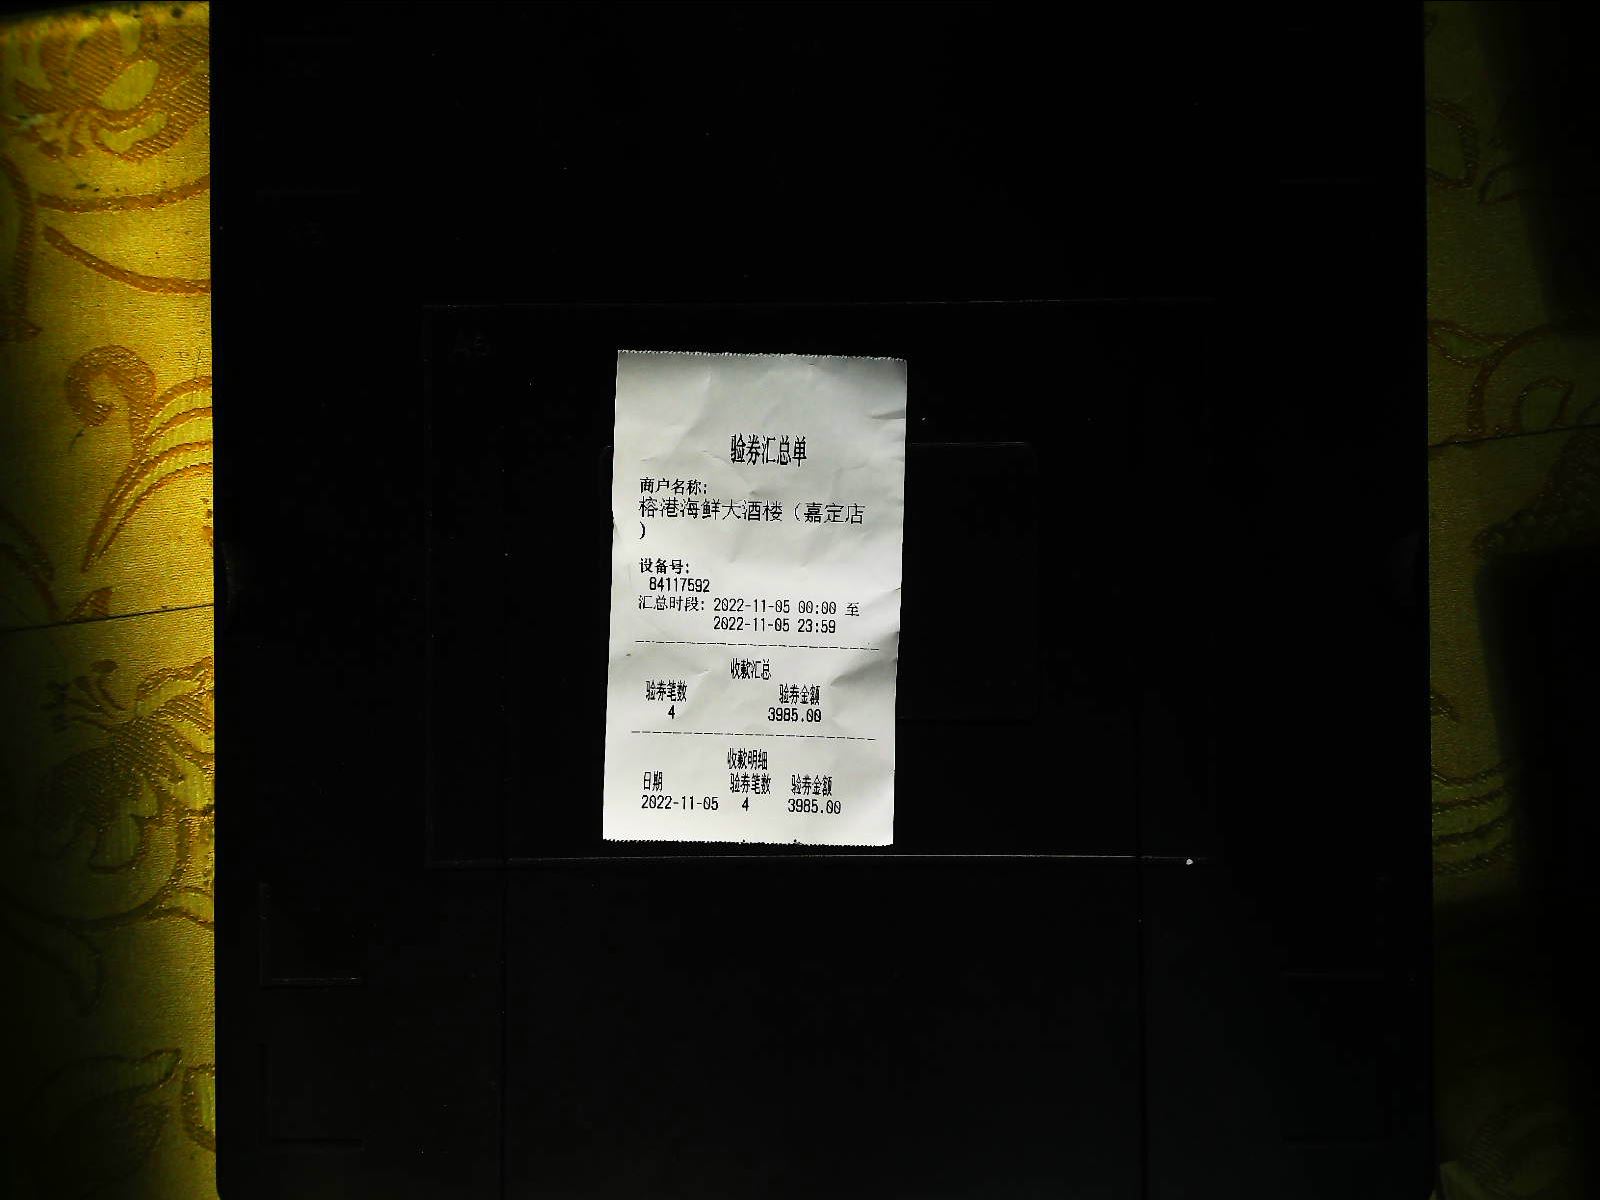 验券汇总单
商户名称:
榕港海鲜大酒楼（嘉定店
）
设备号:
84117592
汇总时段: 2022-11-05 00:00 至
2022-11-05 23:59
收款汇总
验券笔数 验券金额
4 3985.00
收款明细
日期 验券笔数 验券金额
2022-11-05 4 3985.00